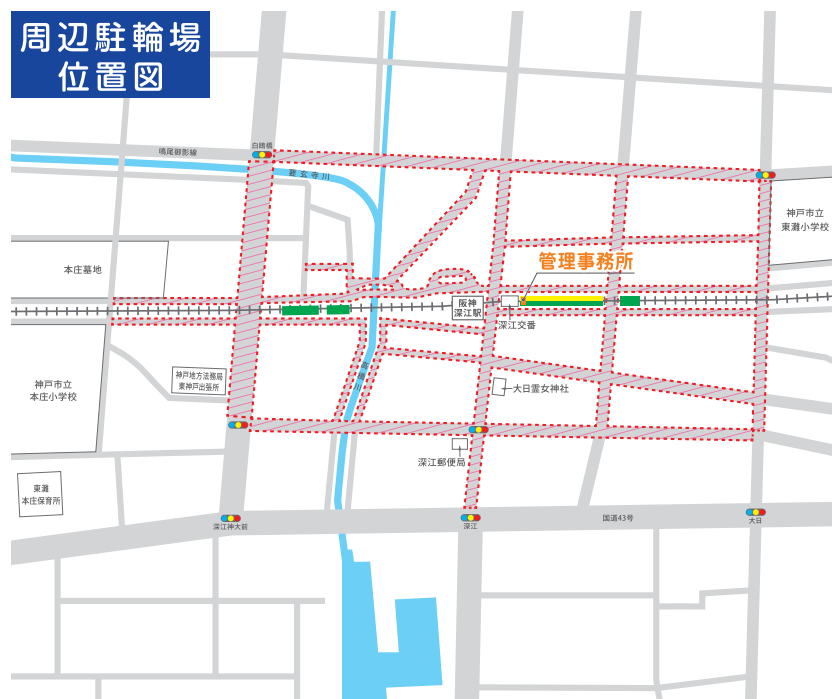 周辺駐輪場
位置図
白鴎橋
鳴尾御影線
要玄寺川
神戸市立
東灘小学校
本庄墓地
管理事務所
阪神
深江駅
深江交番
神戸地方法務局
東神戸出張所
神戸市立
本庄小学校
大日霊女神社
深江郵便局
東灘
本庄保育所
深江神大前
深江
国道43号
大日